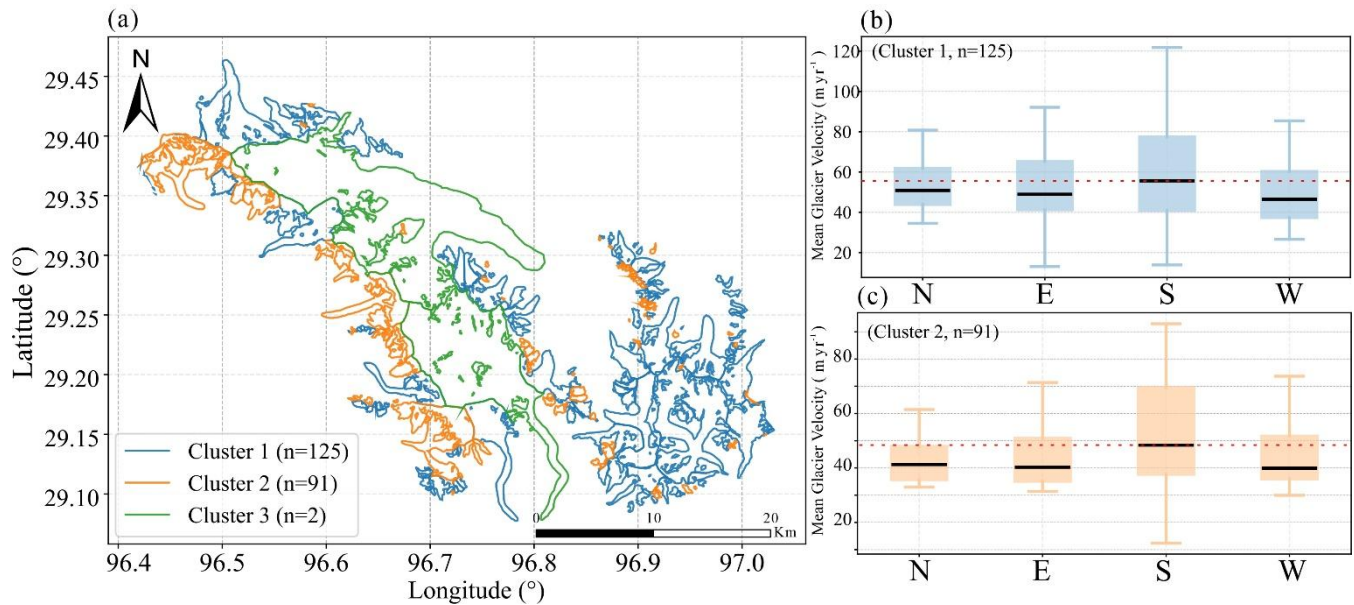 (a)
N
29.45
29.40
29.35
29.30
29.25
29.20
29.15
29.10
Latitude (°)
Cluster 1 (n=125)
Cluster 2 (n=91)
Cluster 3 (n=2)
0 10 20
Km
96.4 96.5 96.6 96.7 96.8 96.9 97.0
Longitude (°)
(b)
(Cluster 1, n=125)
Mean Glacier Velocity ( m yr⁻¹)
120
100
80
60
40
20
N E S W
(c)
(Cluster 2, n=91)
Mean Glacier Velocity ( m yr⁻¹)
80
60
40
20
N E S W